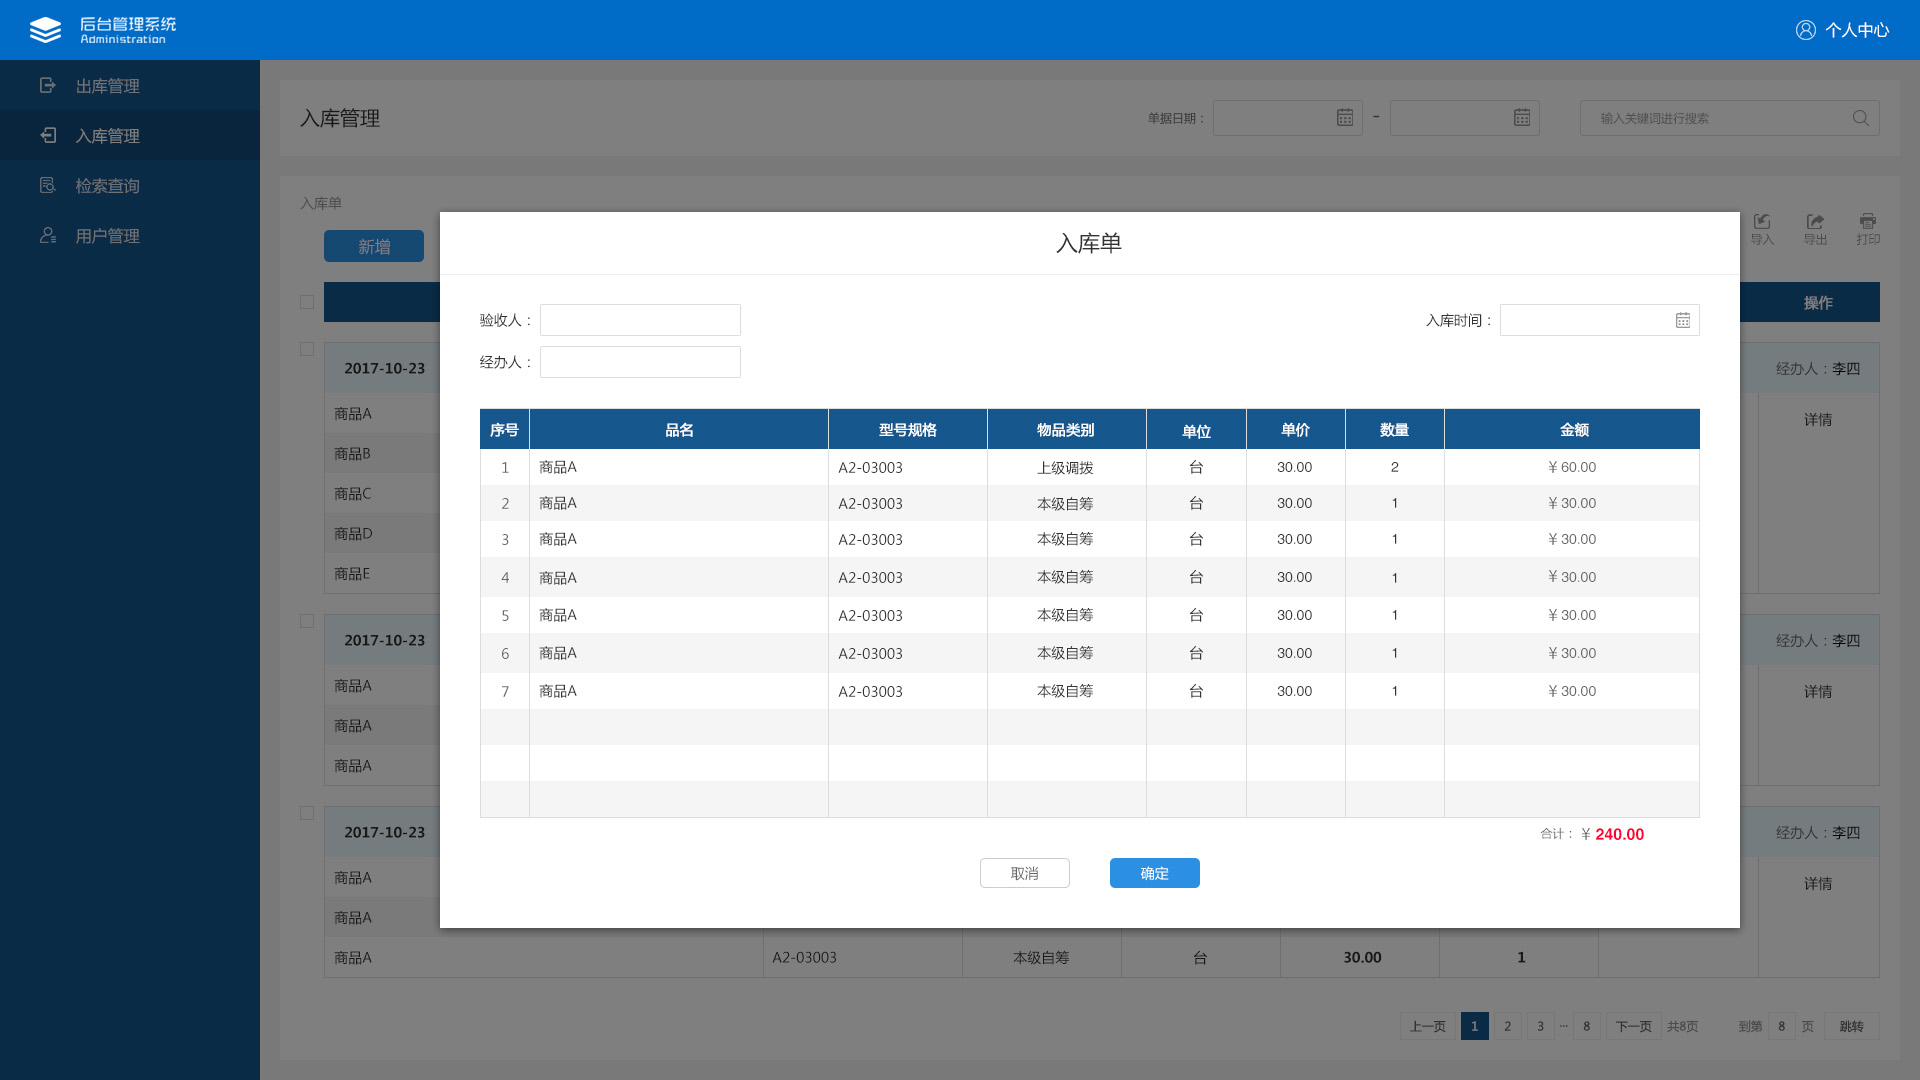 后台管理系统
Administration
个人中心
出库管理
入库管理
检索查询
用户管理
入库管理
单据日期：
-
输入关键词进行搜索
入库单
新增
导入 导出 打印
操作
2017-10-23
经办人：李四
商品A
详情
商品B
商品C
商品D
商品E
2017-10-23
经办人：李四
商品A
详情
商品A
商品A
2017-10-23
经办人：李四
商品A
详情
商品A
商品A A2-03003 本级自筹 台 30.00 1
上一页 1 2 3 ... 8 下一页 共8页 到第 8 页 跳转
入库单
验收人：
入库时间：
经办人：
序号 品名 型号规格 物品类别 单位 单价 数量 金额
1 商品A A2-03003 上级调拨 台 30.00 2 ¥ 60.00
2 商品A A2-03003 本级自筹 台 30.00 1 ¥ 30.00
3 商品A A2-03003 本级自筹 台 30.00 1 ¥ 30.00
4 商品A A2-03003 本级自筹 台 30.00 1 ¥ 30.00
5 商品A A2-03003 本级自筹 台 30.00 1 ¥ 30.00
6 商品A A2-03003 本级自筹 台 30.00 1 ¥ 30.00
7 商品A A2-03003 本级自筹 台 30.00 1 ¥ 30.00
合计： ¥ 240.00
取消 确定